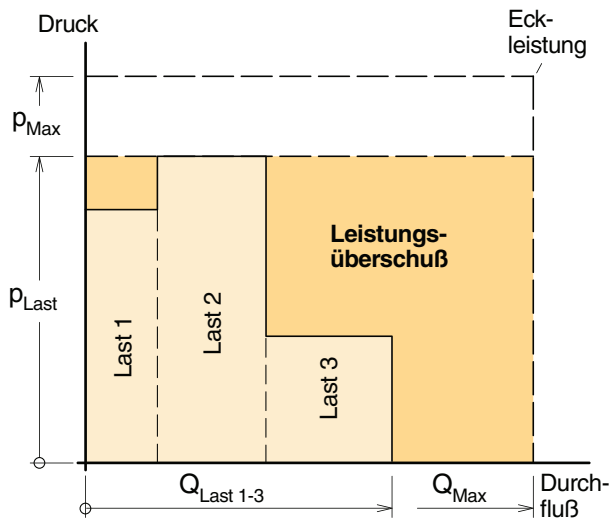 Druck
Eck-
leistung
pMax
Leistungs-
überschuß
pLast
Last 1
Last 2
Last 3
QLast 1-3
QMax
Durch-
fluß